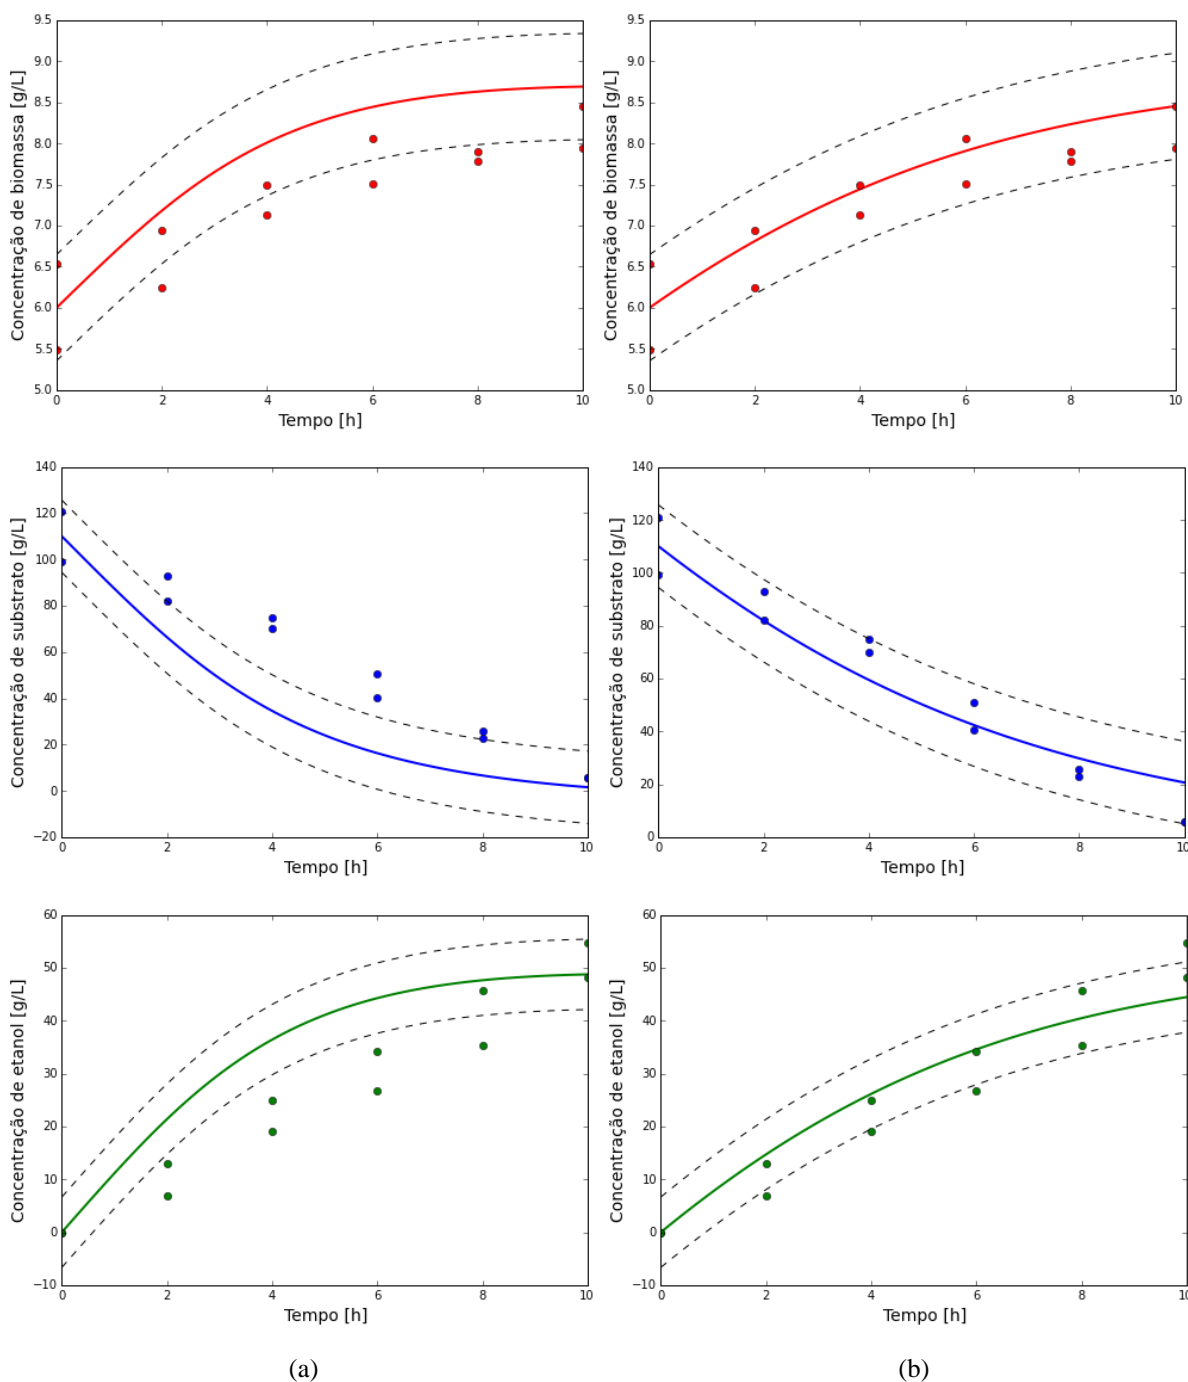 9.5
9.0
8.5
8.0
7.5
7.0
6.5
6.0
5.5
5.0
Concentração de biomassa [g/L]
0 2 4 6 8 10
Tempo [h]
9.5
9.0
8.5
8.0
7.5
7.0
6.5
6.0
5.5
5.0
Concentração de biomassa [g/L]
0 2 4 6 8 10
Tempo [h]
140
120
100
80
60
40
20
0
−20
Concentração de substrato [g/L]
0 2 4 6 8 10
Tempo [h]
140
120
100
80
60
40
20
0
Concentração de substrato [g/L]
0 2 4 6 8 10
Tempo [h]
60
50
40
30
20
10
0
−10
Concentração de etanol [g/L]
0 2 4 6 8 10
Tempo [h]
60
50
40
30
20
10
0
−10
Concentração de etanol [g/L]
0 2 4 6 8 10
Tempo [h]
(a)
(b)